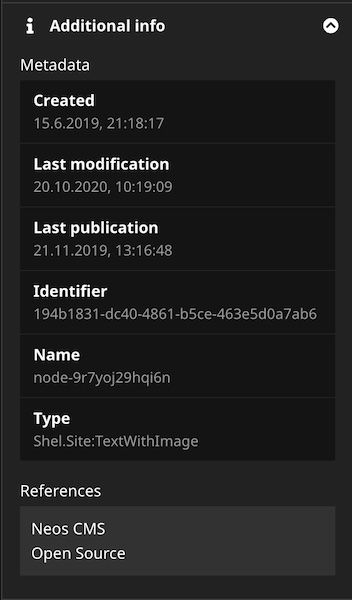 Additional info
Metadata
Created
15.6.2019, 21:18:17
Last modification
20.10.2020, 10:19:09
Last publication
21.11.2019, 13:16:48
Identifier
194b1831-dc40-4861-b5ce-463e5d0a7ab6
Name
node-9r7yoj29hqi6n
Type
Shel.Site:TextWithImage
References
Neos CMS
Open Source